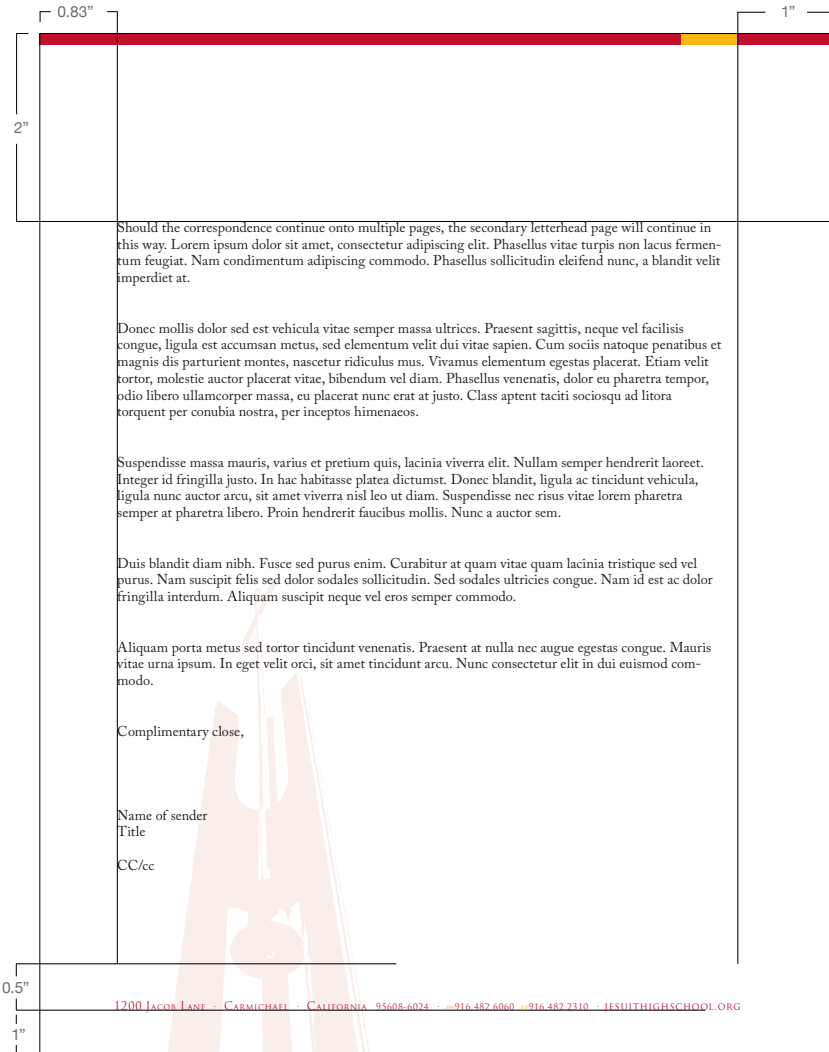 0.83”
1”
2”
Should the correspondence continue onto multiple pages, the secondary letterhead page will continue in
this way. Lorem ipsum dolor sit amet, consectetur adipiscing elit. Phasellus vitae turpis non lacus fermen-
tum feugiat. Nam condimentum adipiscing commodo. Phasellus sollicitudin eleifend nunc, a blandit velit
imperdiet at.
Donec mollis dolor sed est vehicula vitae semper massa ultrices. Praesent sagittis, neque vel facilisis
congue, ligula est accumsan metus, sed elementum velit dui vitae sapien. Cum sociis natoque penatibus et
magnis dis parturient montes, nascetur ridiculus mus. Vivamus elementum egestas placerat. Etiam velit
tortor, molestie auctor placerat vitae, bibendum vel diam. Phasellus venenatis, dolor eu pharetra tempor,
odio libero ullamcorper massa, eu placerat nunc erat at justo. Class aptent taciti sociosqu ad litora
torquent per conubia nostra, per inceptos himenaeos.
Suspendisse massa mauris, varius et pretium quis, lacinia viverra elit. Nullam semper hendrerit laoreet.
Integer id fringilla justo. In hac habitasse platea dictumst. Donec blandit, ligula ac tincidunt vehicula,
ligula nunc auctor arcu, sit amet viverra nisl leo ut diam. Suspendisse nec risus vitae lorem pharetra
semper at pharetra libero. Proin hendrerit faucibus mollis. Nunc a auctor sem.
Duis blandit diam nibh. Fusce sed purus enim. Curabitur at quam vitae quam lacinia tristique sed vel
purus. Nam suscipit felis sed dolor sodales sollicitudin. Sed sodales ultricies congue. Nam id est ac dolor
fringilla interdum. Aliquam suscipit neque vel eros semper commodo.
Aliquam porta metus sed tortor tincidunt venenatis. Praesent at nulla nec augue egestas congue. Mauris
vitae urna ipsum. In eget velit orci, sit amet tincidunt arcu. Nunc consectetur elit in dui euismod com-
modo.
Complimentary close,
Name of sender
Title
CC/cc
0.5”
1200 Jacob Lane · Carmichael · California 95608-6024 · 916.482.6060 916.482.2310 · jesuithighschool.org
1”